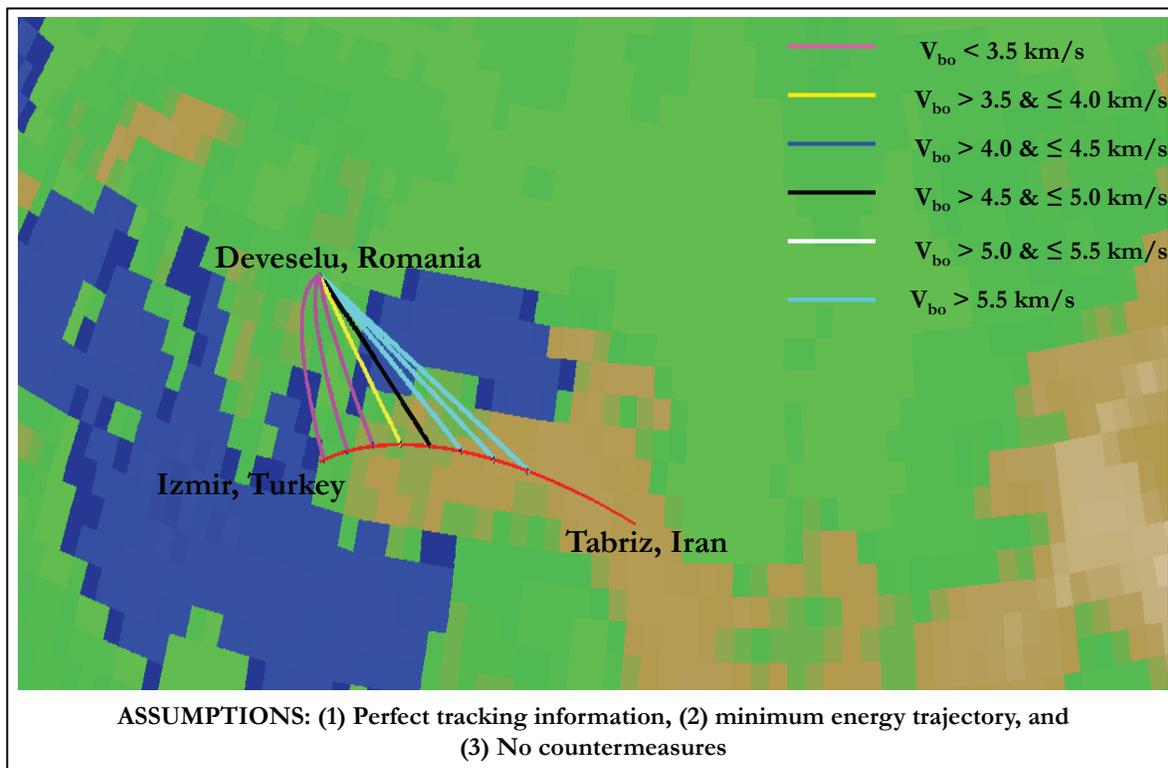 V_bo < 3.5 km/s
V_bo > 3.5 & ≤ 4.0 km/s
V_bo > 4.0 & ≤ 4.5 km/s
V_bo > 4.5 & ≤ 5.0 km/s
V_bo > 5.0 & ≤ 5.5 km/s
V_bo > 5.5 km/s
Deveselu, Romania
Izmir, Turkey
Tabriz, Iran
ASSUMPTIONS: (1) Perfect tracking information, (2) minimum energy trajectory, and
(3) No countermeasures